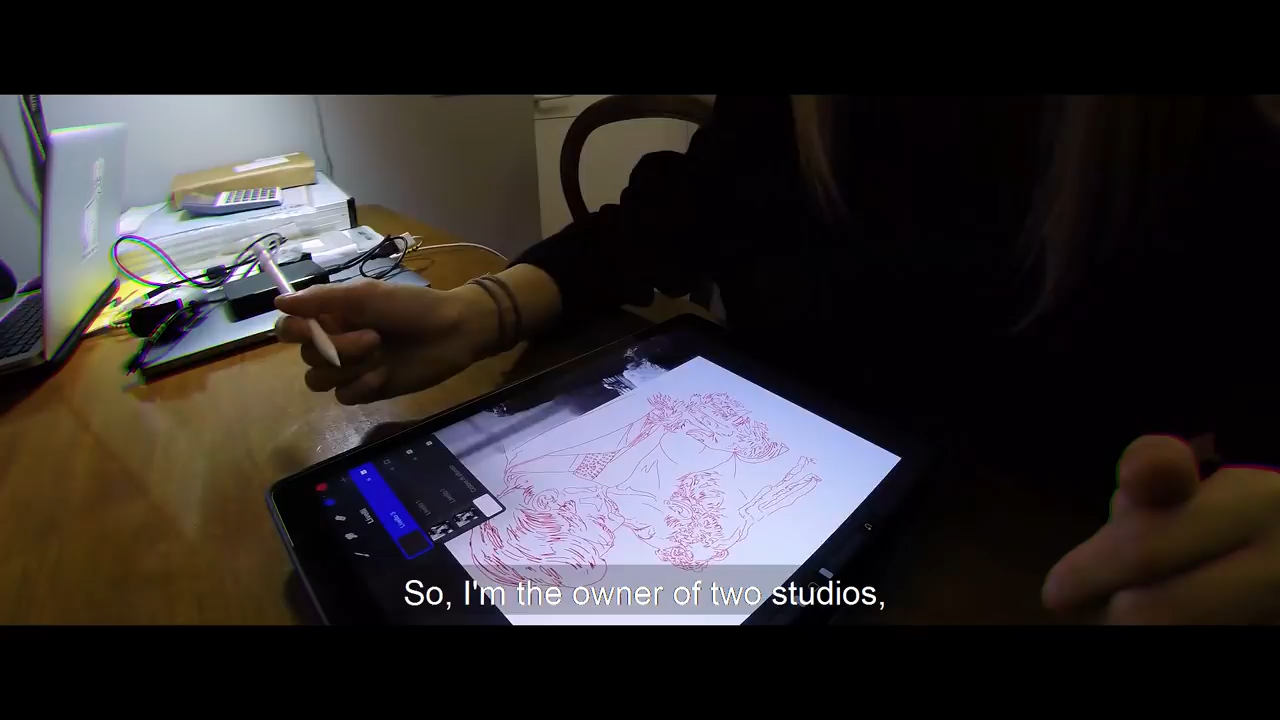 So, I'm the owner of two studios,